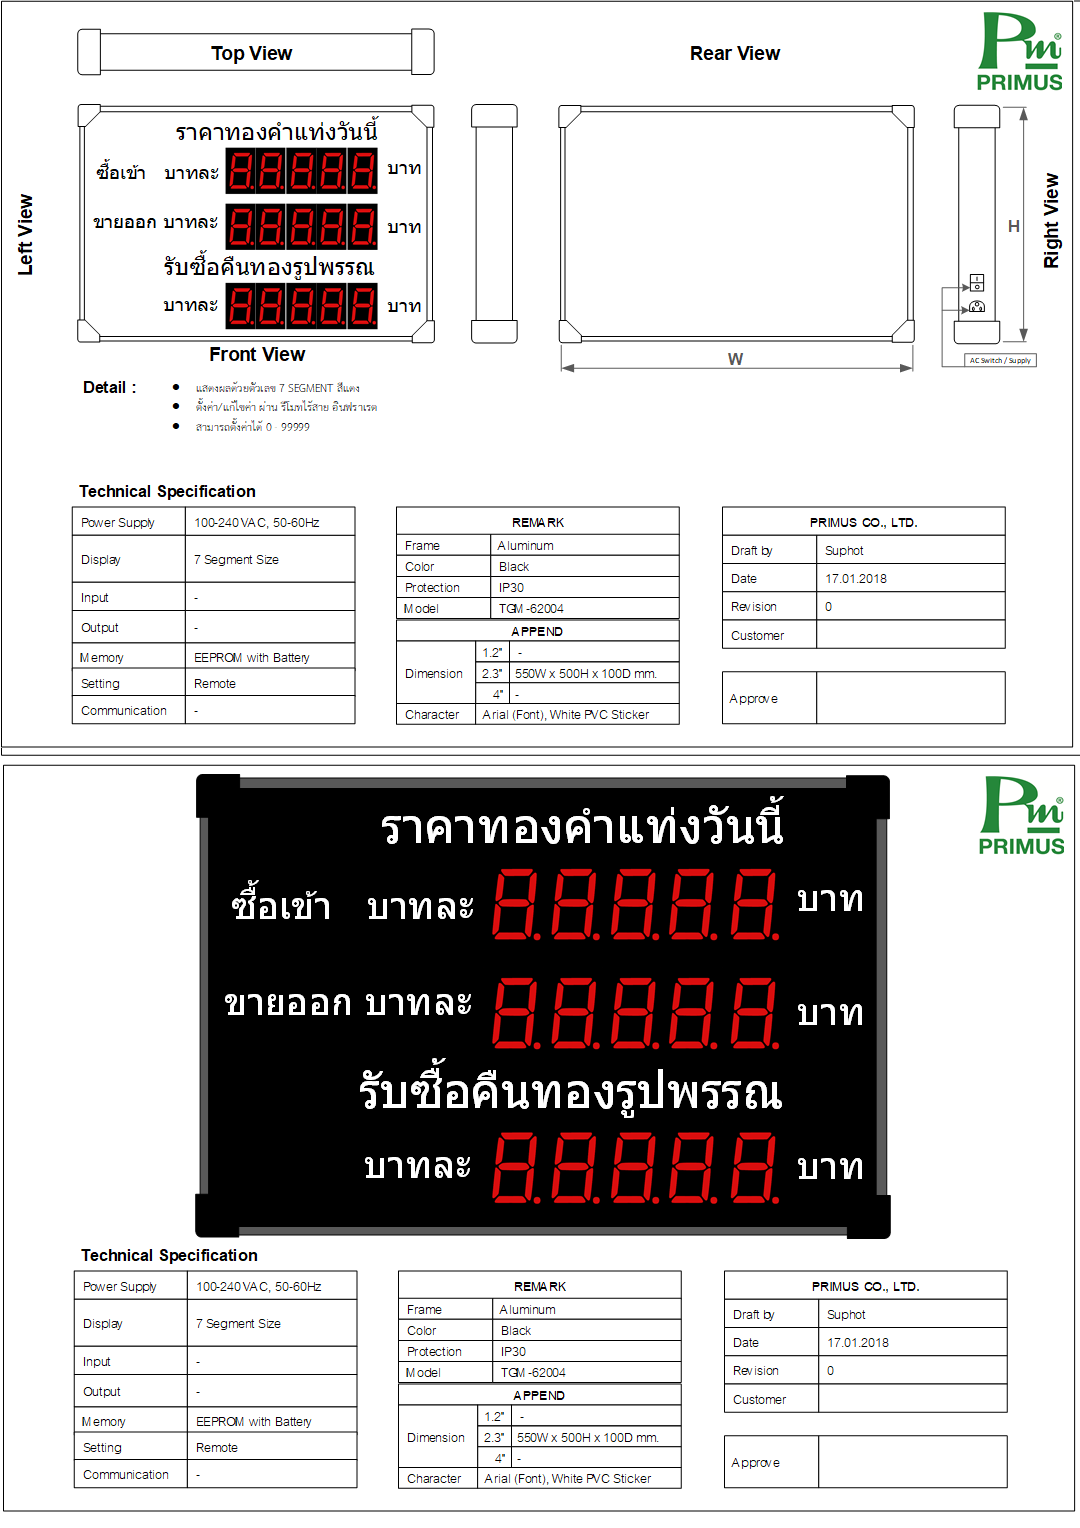 Top View
Rear View
Pm®
PRIMUS
ราคาทองคำแท่งวันนี้
ซื้อเข้า บาทละ 88888 บาท
ขายออก บาทละ 88888 บาท
รับซื้อคืนทองรูปพรรณ
บาทละ 88888 บาท
Left View
Right View
H
W
AC Switch / Supply
Front View
Detail :
• แสดงผลด้วยตัวเลข 7 SEGMENT สีแดง
• ตั้งค่า/แก้ไขค่า ผ่าน รีโมทไร้สาย อินฟราเรด
• สามารถตั้งค่าได้ 0 - 99999
Technical Specification
Power Supply 100-240VAC, 50-60Hz
Display 7 Segment Size
Input -
Output -
Memory EEPROM with Battery
Setting Remote
Communication -
REMARK
Frame Aluminum
Color Black
Protection IP30
Model TGM-62004
APPEND
Dimension
1.2" -
2.3" 550W x 500H x 100D mm.
4" -
Character Arial (Font), White PVC Sticker
PRIMUS CO., LTD.
Draft by Suphot
Date 17.01.2018
Revision 0
Customer
Approve
Pm®
PRIMUS
ราคาทองคำแท่งวันนี้
ซื้อเข้า บาทละ 8.8.8.8.8. บาท
ขายออก บาทละ 8.8.8.8.8. บาท
รับซื้อคืนทองรูปพรรณ
บาทละ 8.8.8.8.8. บาท
Technical Specification
Power Supply 100-240VAC, 50-60Hz
Display 7 Segment Size
Input -
Output -
Memory EEPROM with Battery
Setting Remote
Communication -
REMARK
Frame Aluminum
Color Black
Protection IP30
Model TGM-62004
APPEND
Dimension
1.2" -
2.3" 550W x 500H x 100D mm.
4" -
Character Arial (Font), White PVC Sticker
PRIMUS CO., LTD.
Draft by Suphot
Date 17.01.2018
Revision 0
Customer
Approve